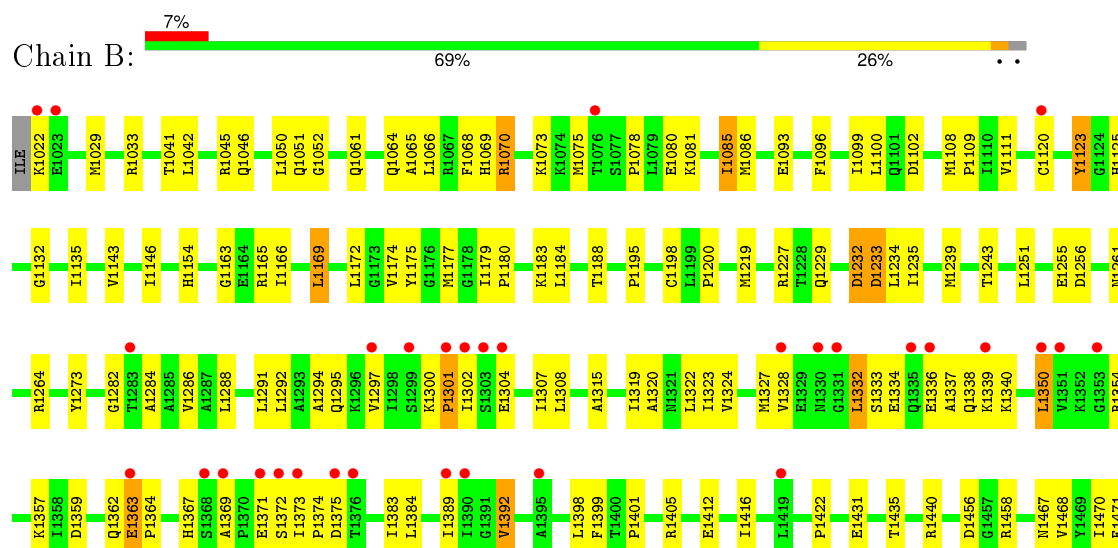 7%
Chain B:
69% 26% • •
ILE K1022 E1023 M1029 R1033 T1041 L1042 R1045 Q1046 L1050 Q1051 G1052 Q1061 Q1064 A1065 L1066 R1067 F1068 H1069 R1070 K1073 K1074 M1075 T1076 S1077 P1078 L1079 E1080 K1081 I1085 M1086 E1093 F1096 I1099 L1100 Q1101 D1102 M1108 P1109 I1110 V1111 C1120 Y1123 G1124 H1125
G1132 I1135 V1143 I1146 H1154 G1163 E1164 R1165 I1166 L1169 L1172 G1173 V1174 Y1175 G1176 M1177 G1178 I1179 P1180 K1183 L1184 T1188 P1195 C1198 L1199 P1200 M1219 R1227 T1228 Q1229 D1232 D1233 L1234 I1235 M1239 T1243 L1251 E1255 D1256 N1261
R1264 Y1273 G1282 T1283 A1284 A1285 V1286 A1287 L1288 L1291 L1292 A1293 A1294 Q1295 K1296 V1297 I1298 S1299 K1300 P1301 I1302 S1303 E1304 I1307 L1308 A1315 I1319 A1320 N1321 L1322 I1323 V1324 M1327 V1328 E1329 N1330 G1331 L1332 S1333 E1334 Q1335 E1336 A1337 Q1338 K1339 K1340 L1350 V1351 K1352 G1353
K1357 I1358 D1359 Q1362 E1363 P1364 H1367 S1368 A1369 P1370 E1371 S1372 I1373 P1374 D1375 T1376 I1383 L1384 I1389 I1390 G1391 V1392 A1395 L1398 F1399 T1400 P1401 R1405 E1412 I1416 L1419 P1422 E1431 T1435 R1440 D1456 G1457 R1458 N1467 V1468 Y1469 I1470